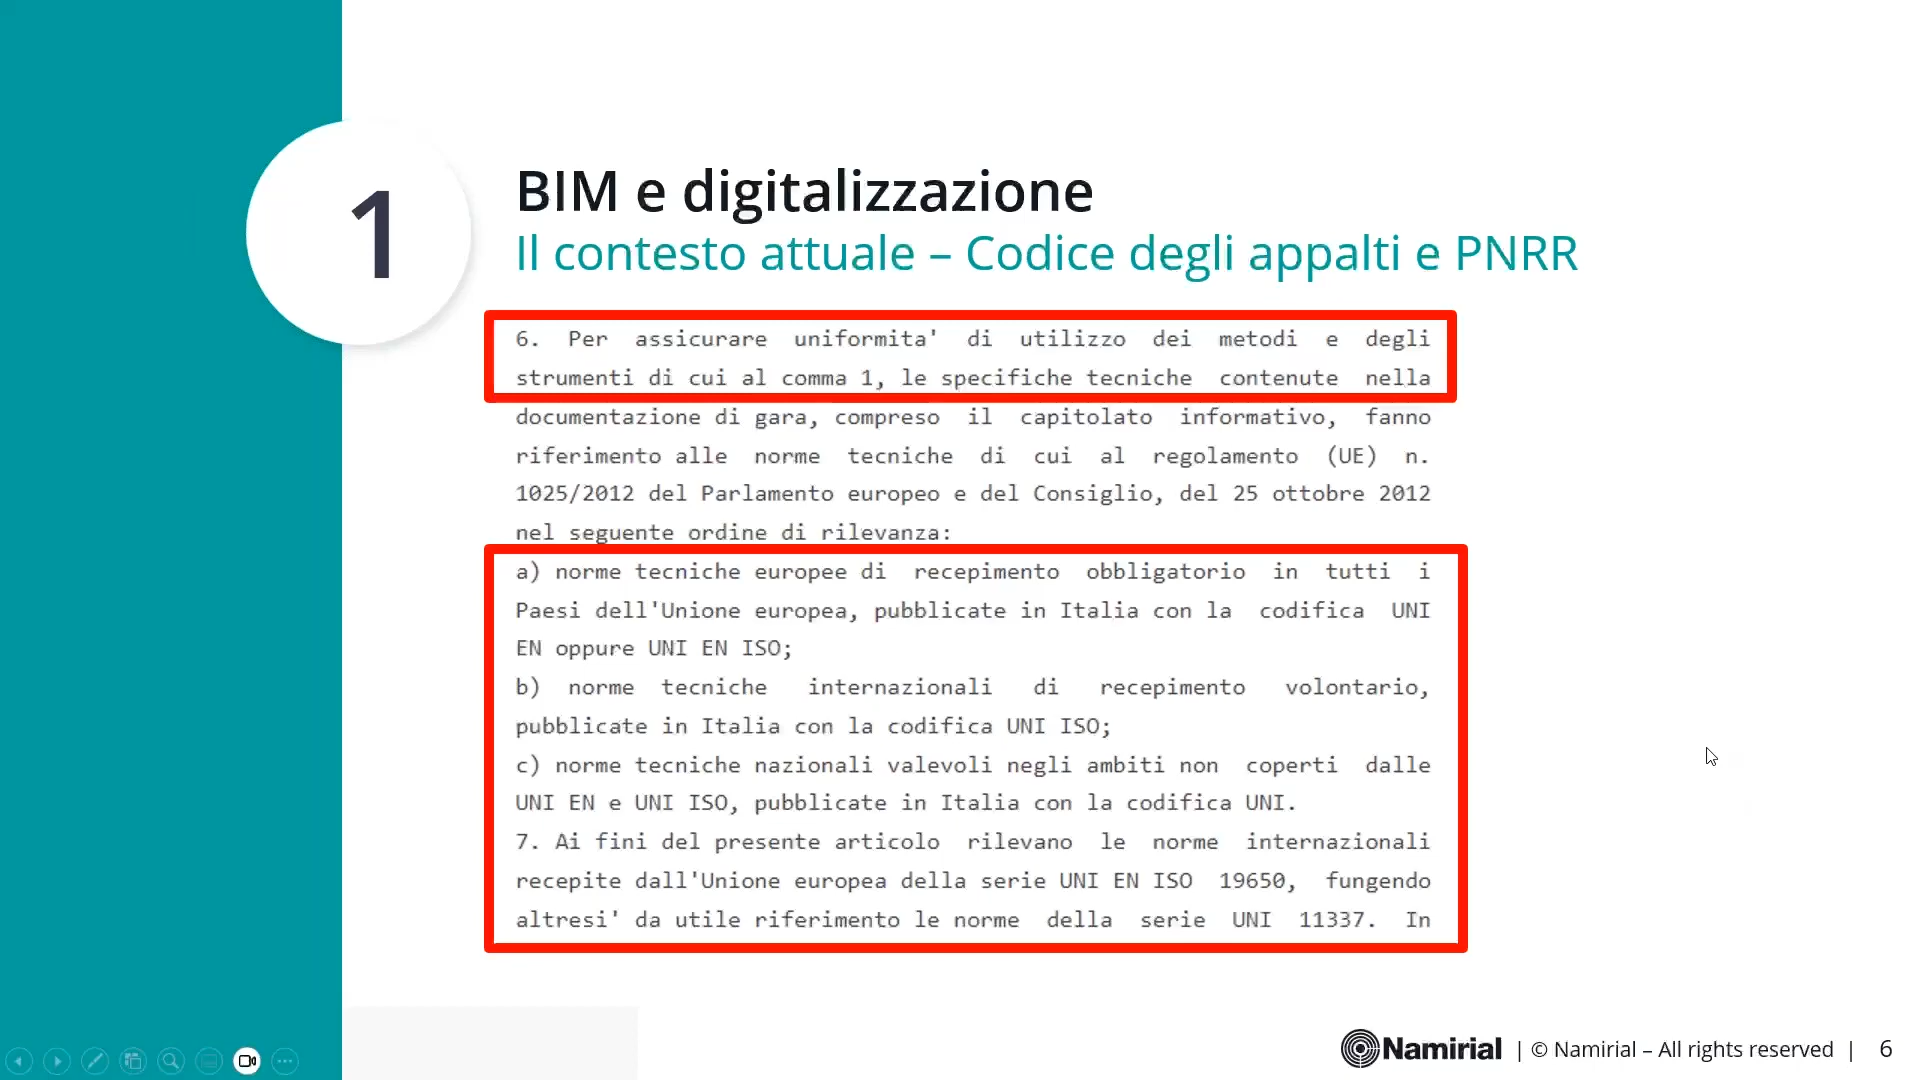 1
BIM e digitalizzazione
Il contesto attuale – Codice degli appalti e PNRR
6. Per assicurare uniformita' di utilizzo dei metodi e degli
strumenti di cui al comma 1, le specifiche tecniche contenute nella
documentazione di gara, compreso il capitolato informativo, fanno
riferimento alle norme tecniche di cui al regolamento (UE) n.
1025/2012 del Parlamento europeo e del Consiglio, del 25 ottobre 2012
nel seguente ordine di rilevanza:
a) norme tecniche europee di recepimento obbligatorio in tutti i
Paesi dell'Unione europea, pubblicate in Italia con la codifica UNI
EN oppure UNI EN ISO;
b) norme tecniche internazionali di recepimento volontario,
pubblicate in Italia con la codifica UNI ISO;
c) norme tecniche nazionali valevoli negli ambiti non coperti dalle
UNI EN e UNI ISO, pubblicate in Italia con la codifica UNI.
7. Ai fini del presente articolo rilevano le norme internazionali
recepite dall'Unione europea della serie UNI EN ISO 19650, fungendo
altresi' da utile riferimento le norme della serie UNI 11337. In
Namirial | © Namirial – All rights reserved | 6